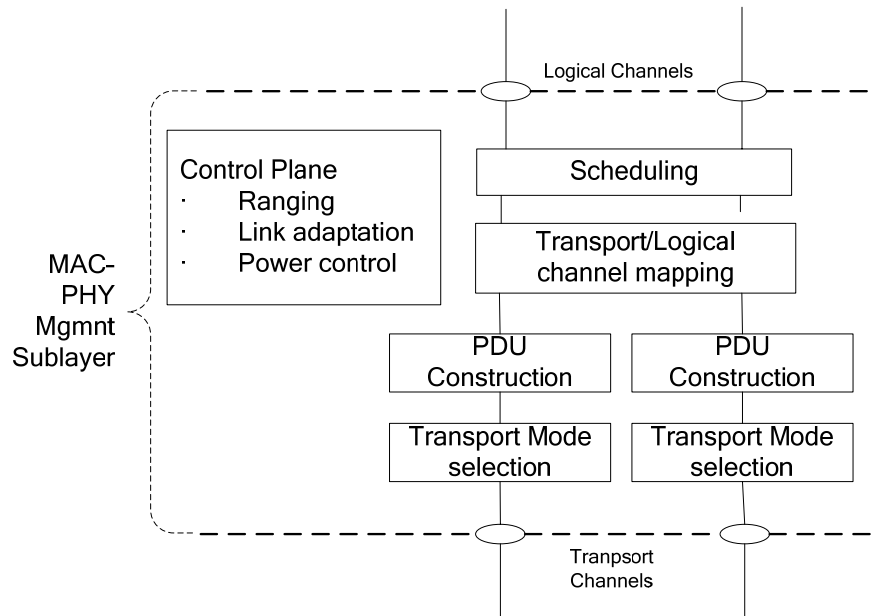 Logical Channels
Control Plane
· Ranging
· Link adaptation
· Power control
Scheduling
Transport/Logical
channel mapping
MAC-
PHY
Mgmnt
Sublayer
PDU
Construction
PDU
Construction
Transport Mode
selection
Transport Mode
selection
Tranpsort
Channels